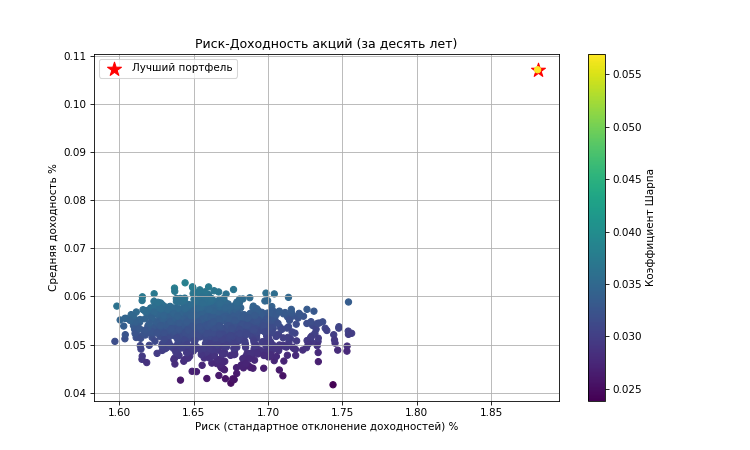 Риск-Доходность акций (за десять лет)
Лучший портфель
Средняя доходность %
0.11
0.10
0.09
0.08
0.07
0.06
0.05
0.04
1.60 1.65 1.70 1.75 1.80 1.85
Риск (стандартное отклонение доходностей) %
0.055
0.050
0.045
0.040
0.035
0.030
0.025
Коэффициент Шарпа